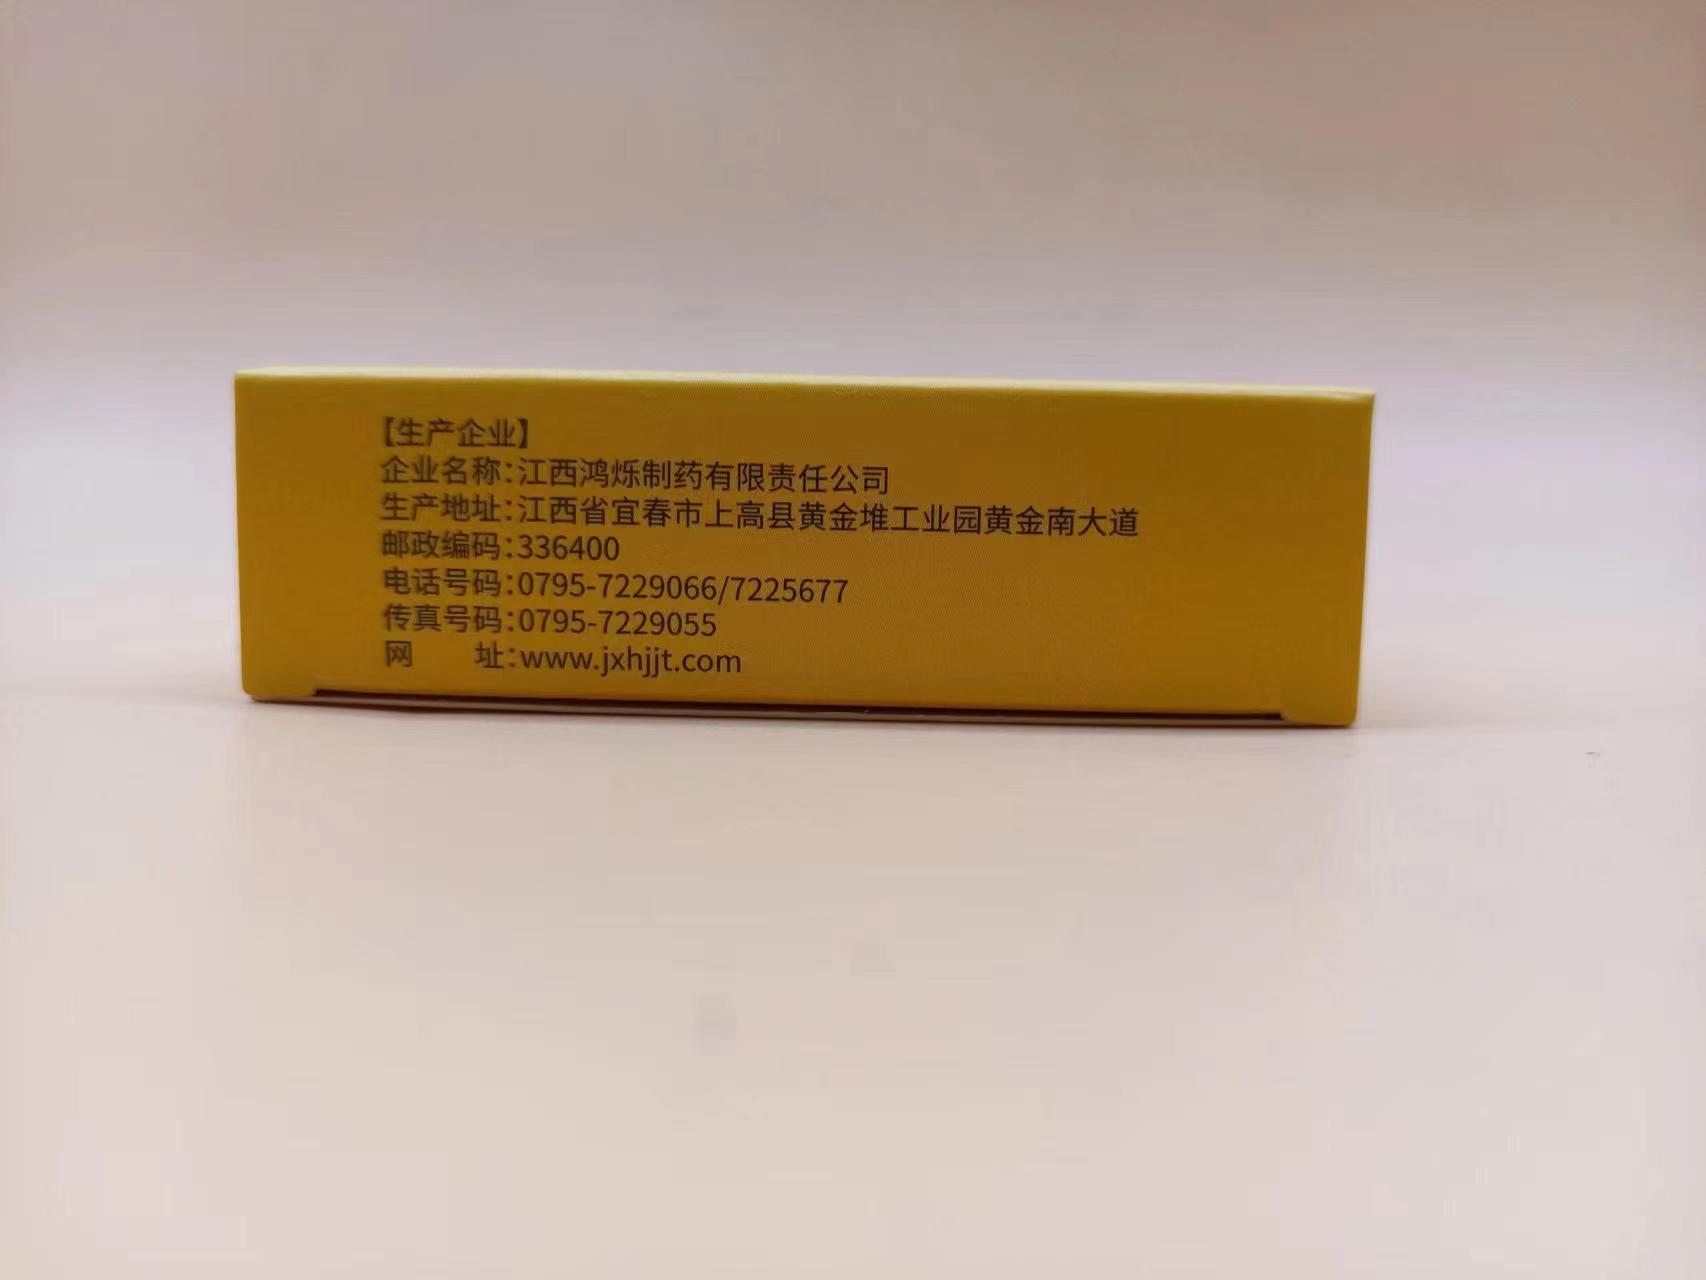 【生产企业】
企业名称:江西鸿烁制药有限责任公司
生产地址:江西省宜春市上高县黄金堆工业园黄金南大道
邮政编码:336400
电话号码:0795-7229066/7225677
传真号码:0795-7229055
网 址:www.jxhjjt.com